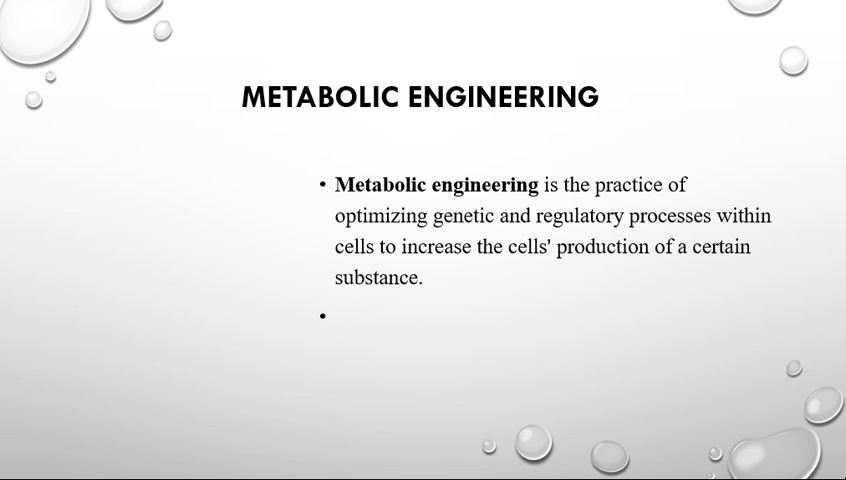 METABOLIC ENGINEERING
• Metabolic engineering is the practice of
optimizing genetic and regulatory processes within
cells to increase the cells' production of a certain
substance.
•